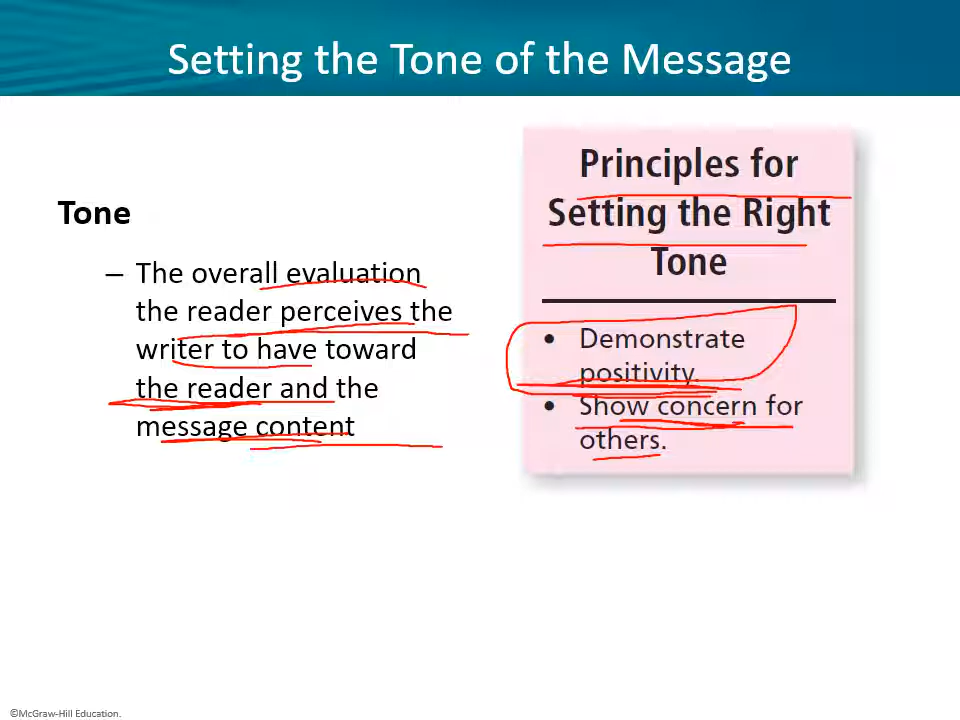 Setting the Tone of the Message
Tone
– The overall evaluation
the reader perceives the
writer to have toward
the reader and the
message content
Principles for
Setting the Right
Tone
• Demonstrate
positivity.
• Show concern for
others.
©McGraw-Hill Education.